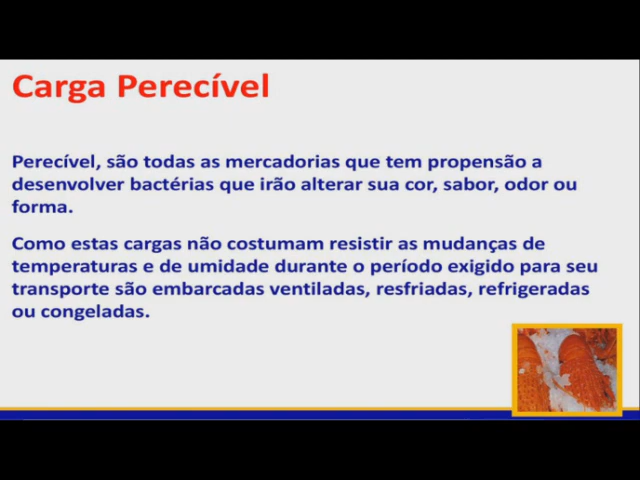 Carga Perecível
Perecível, são todas as mercadorias que tem propensão a
desenvolver bactérias que irão alterar sua cor, sabor, odor ou
forma.
Como estas cargas não costumam resistir as mudanças de
temperaturas e de umidade durante o período exigido para seu
transporte são embarcadas ventiladas, resfriadas, refrigeradas
ou congeladas.